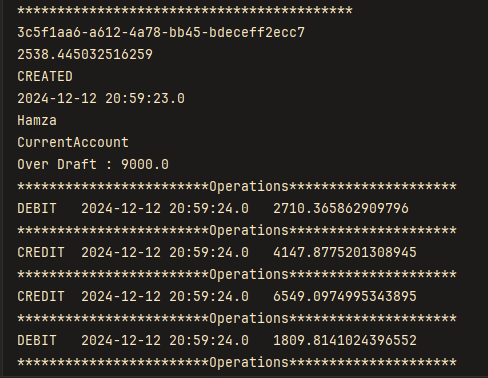 ******************************************
3c5f1aa6-a612-4a78-bb45-bdeceff2ecc7
2538.445032516259
CREATED
2024-12-12 20:59:23.0
Hamza
CurrentAccount
Over Draft : 9000.0
************************Operations*********************
DEBIT   2024-12-12 20:59:24.0   2710.365862909796
************************Operations*********************
CREDIT  2024-12-12 20:59:24.0   4147.8775201308945
************************Operations*********************
CREDIT  2024-12-12 20:59:24.0   6549.0974995343895
************************Operations*********************
DEBIT   2024-12-12 20:59:24.0   1809.8141024396552
************************Operations*********************